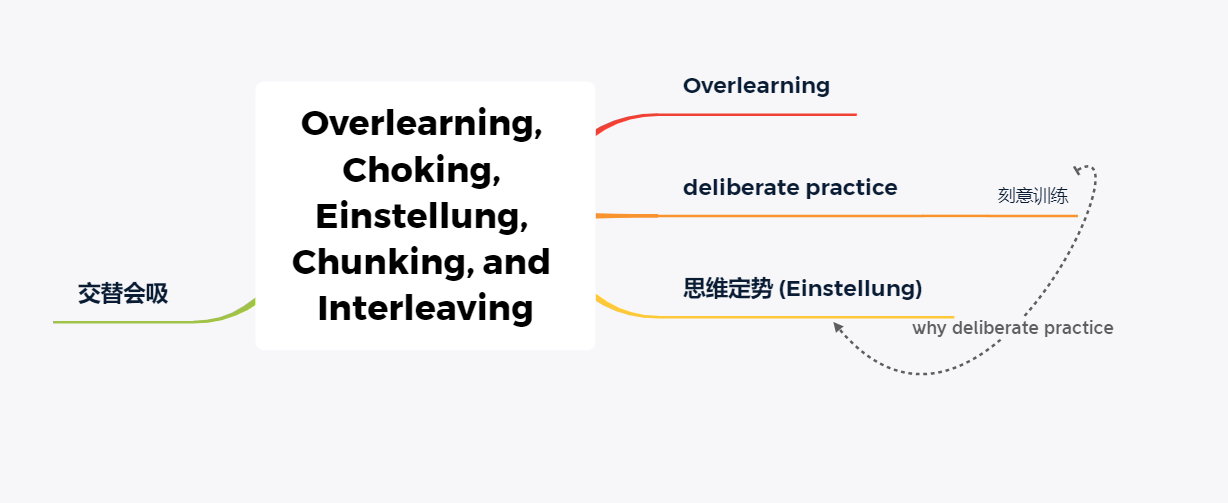 Overlearning,
Choking,
Einstellung,
Chunking, and
Interleaving
Overlearning
deliberate practice
刻意训练
思维定势 (Einstellung)
why deliberate practice
交替会吸